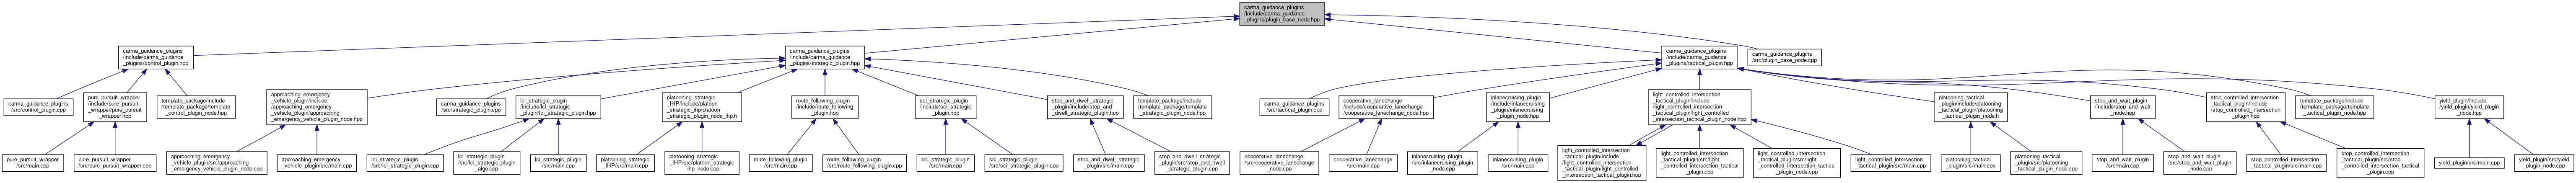 carma_guidance_plugins
/include/carma_guidance
_plugins/plugin_base_node.hpp
carma_guidance_plugins
/include/carma_guidance
_plugins/control_plugin.hpp
carma_guidance_plugins
/include/carma_guidance
_plugins/strategic_plugin.hpp
carma_guidance_plugins
/include/carma_guidance
_plugins/tactical_plugin.hpp
carma_guidance_plugins
/src/plugin_base_node.cpp
carma_guidance_plugins
/src/control_plugin.cpp
pure_pursuit_wrapper
/include/pure_pursuit
_wrapper/pure_pursuit
_wrapper.hpp
template_package/include
/template_package/template
_control_plugin_node.hpp
approaching_emergency
_vehicle_plugin/include
/approaching_emergency
_vehicle_plugin/approaching
_emergency_vehicle_plugin_node.hpp
carma_guidance_plugins
/src/strategic_plugin.cpp
lci_strategic_plugin
/include/lci_strategic
_plugin/lci_strategic_plugin.hpp
platooning_strategic
_IHP/include/platoon
_strategic_ihp/platoon
_strategic_plugin_node_ihp.h
route_following_plugin
/include/route_following
_plugin.hpp
sci_strategic_plugin
/include/sci_strategic
_plugin.hpp
stop_and_dwell_strategic
_plugin/include/stop_and
_dwell_strategic_plugin.hpp
template_package/include
/template_package/template
_strategic_plugin_node.hpp
carma_guidance_plugins
/src/tactical_plugin.cpp
cooperative_lanechange
/include/cooperative_lanechange
/cooperative_lanechange_node.hpp
inlanecruising_plugin
/include/inlanecruising
_plugin/inlanecruising
_plugin_node.hpp
light_controlled_intersection
_tactical_plugin/include
/light_controlled_intersection
_tactical_plugin/light_controlled
_intersection_tactical_plugin_node.hpp
platooning_tactical
_plugin/include/platooning
_tactical_plugin/platooning
_tactical_plugin_node.h
stop_and_wait_plugin
/include/stop_and_wait
_node.hpp
stop_controlled_intersection
_tactical_plugin/include
/stop_controlled_intersection
_plugin.hpp
template_package/include
/template_package/template
_tactical_plugin_node.hpp
yield_plugin/include
/yield_plugin/yield_plugin
_node.hpp
pure_pursuit_wrapper
/src/main.cpp
pure_pursuit_wrapper
/src/pure_pursuit_wrapper.cpp
approaching_emergency
_vehicle_plugin/src/approaching
_emergency_vehicle_plugin_node.cpp
approaching_emergency
_vehicle_plugin/src/main.cpp
lci_strategic_plugin
/src/lci_strategic_plugin.cpp
lci_strategic_plugin
/src/lci_strategic_plugin
_algo.cpp
lci_strategic_plugin
/src/main.cpp
platooning_strategic
_IHP/src/main.cpp
platooning_strategic
_IHP/src/platoon_strategic
_ihp_node.cpp
route_following_plugin
/src/main.cpp
route_following_plugin
/src/route_following_plugin.cpp
sci_strategic_plugin
/src/main.cpp
sci_strategic_plugin
/src/sci_strategic_plugin.cpp
stop_and_dwell_strategic
_plugin/src/main.cpp
stop_and_dwell_strategic
_plugin/src/stop_and_dwell
_strategic_plugin.cpp
cooperative_lanechange
/src/cooperative_lanechange
_node.cpp
cooperative_lanechange
/src/main.cpp
inlanecruising_plugin
/src/inlanecruising_plugin
_node.cpp
inlanecruising_plugin
/src/main.cpp
light_controlled_intersection
_tactical_plugin/include
/light_controlled_intersection
_tactical_plugin/light_controlled
_intersection_tactical_plugin.hpp
light_controlled_intersection
_tactical_plugin/src/light
_controlled_intersection_tactical
_plugin.cpp
light_controlled_intersection
_tactical_plugin/src/light
_controlled_intersection_tactical
_plugin_node.cpp
light_controlled_intersection
_tactical_plugin/src/main.cpp
platooning_tactical
_plugin/src/main.cpp
platooning_tactical
_plugin/src/platooning
_tactical_plugin_node.cpp
stop_and_wait_plugin
/src/main.cpp
stop_and_wait_plugin
/src/stop_and_wait_plugin
_node.cpp
stop_controlled_intersection
_tactical_plugin/src/main.cpp
stop_controlled_intersection
_tactical_plugin/src/stop
_controlled_intersection_tactical
_plugin.cpp
yield_plugin/src/main.cpp
yield_plugin/src/yield
_plugin_node.cpp